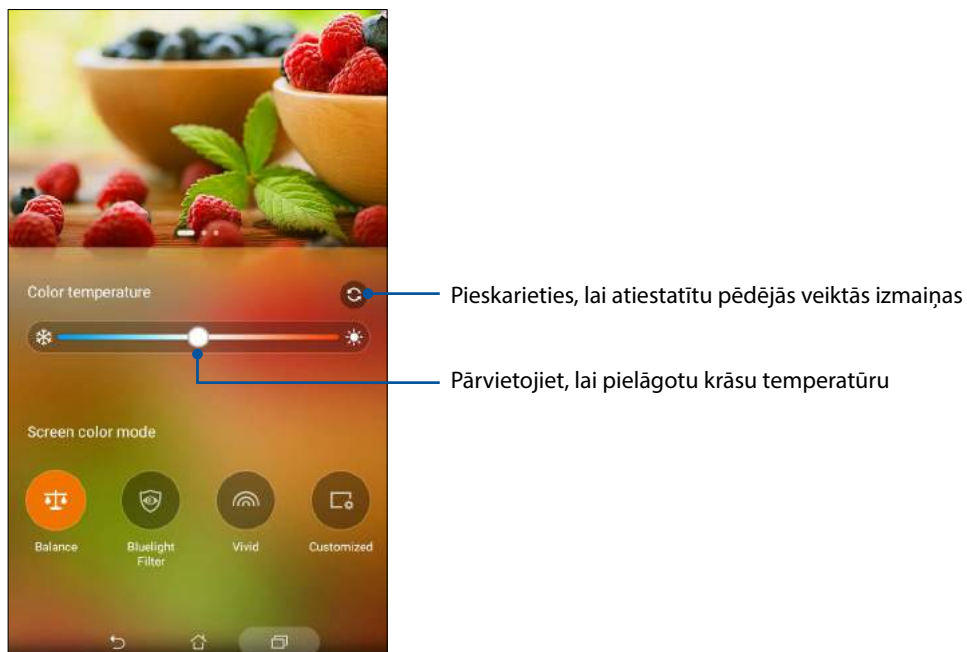 Color temperature
Pieskarieties, lai atiestatītu pēdējās veiktās izmaiņas
Pārvietojiet, lai pielāgotu krāsu temperatūru
Screen color mode
Balance
Bluelight
Filter
Vivid
Customized